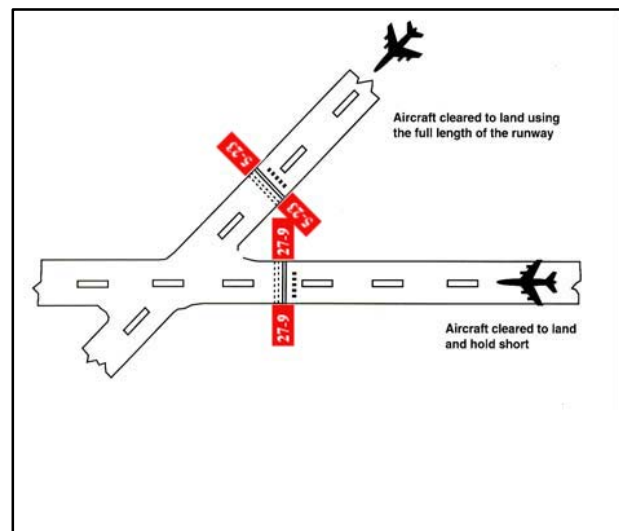 Aircraft cleared to land using
the full length of the runway
5-23
5-23
27-9
27-9
Aircraft cleared to land
and hold short